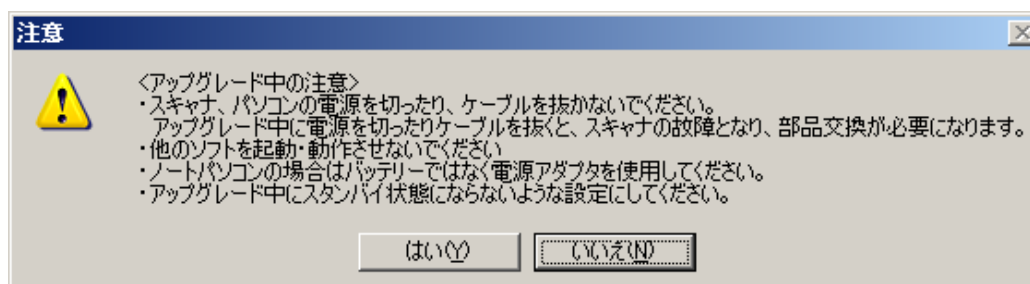 注意
<アップグレード中の注意>
・スキャナ、パソコンの電源を切ったり、ケーブルを抜かないでください。
アップグレード中に電源を切ったりケーブルを抜くと、スキャナの故障となり、部品交換が必要になります。
・他のソフトを起動・動作させないでください
・ノートパソコンの場合はバッテリーではなく電源アダプタを使用してください。
・アップグレード中にスタンバイ状態にならないような設定にしてください。
はい(Y) いいえ(N)